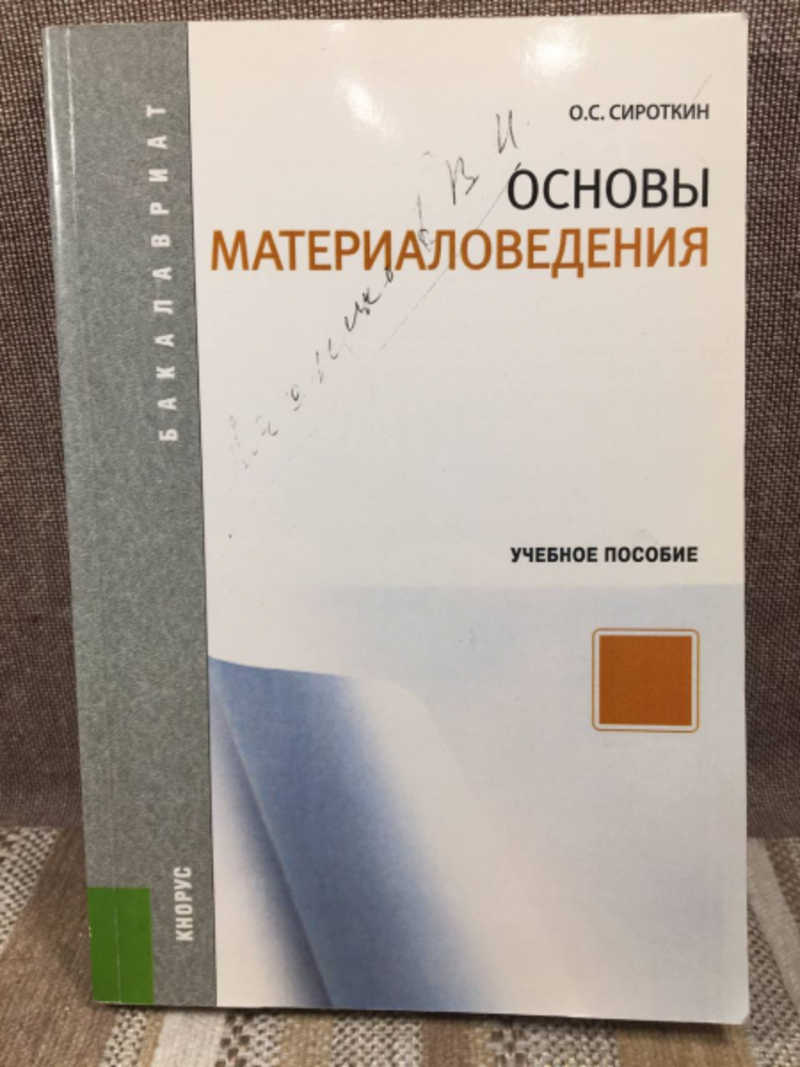 О.С. СИРОТКИН
ОСНОВЫ
МАТЕРИАЛОВЕДЕНИЯ
УЧЕБНОЕ ПОСОБИЕ
БАКАЛАВРИАТ
КНОРУС